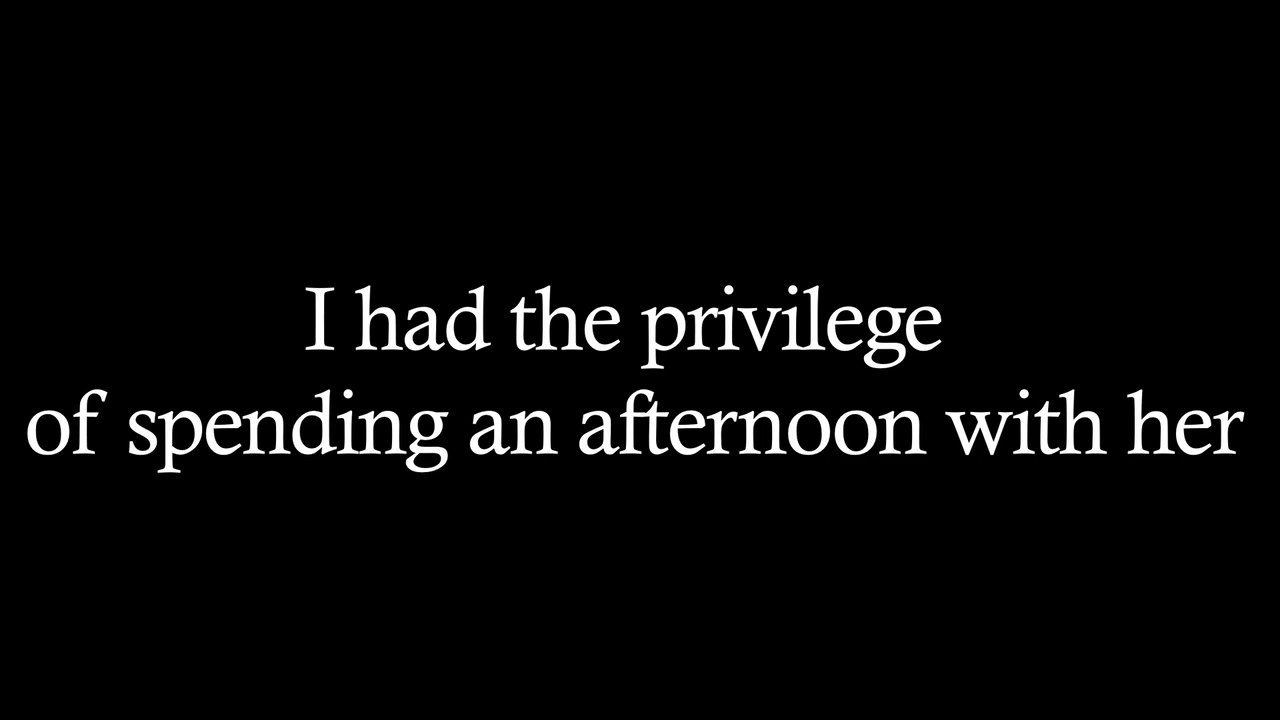 I had the privilege
of spending an afternoon with her